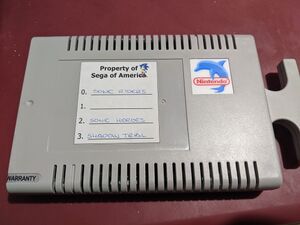 Property of
Sega of America
0. SONIC RIDERS
1.
2. SONIC HEROES
3. SHADOW TRIAL
Nintendo
WARRANTY